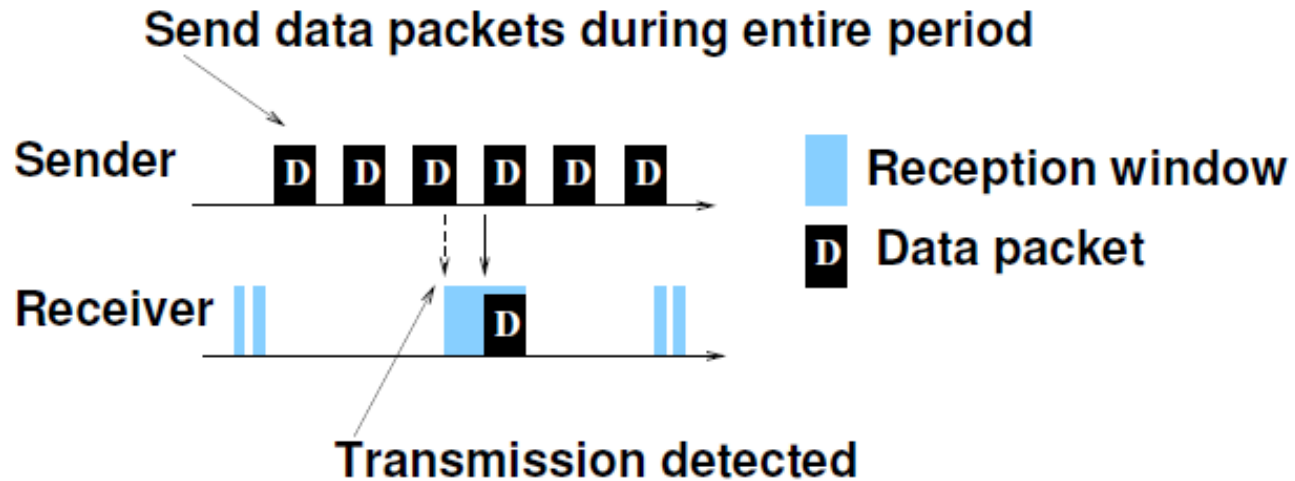 Send data packets during entire period
Sender
D D D D D D
Reception window
D
Data packet
Receiver
D
Transmission detected